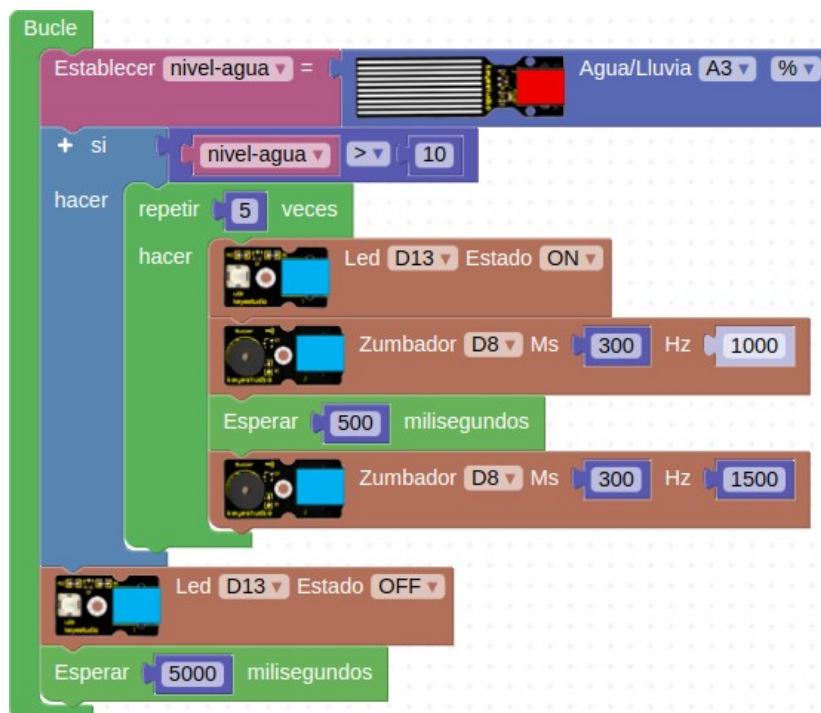 Bucle
Establecer nivel-agua = Agua/Lluvia A3 %
+ si nivel-agua > 10
hacer repetir 5 veces
hacer Led D13 Estado ON
Zumbador D8 Ms 300 Hz 1000
Esperar 500 milisegundos
Zumbador D8 Ms 300 Hz 1500
Led D13 Estado OFF
Esperar 5000 milisegundos